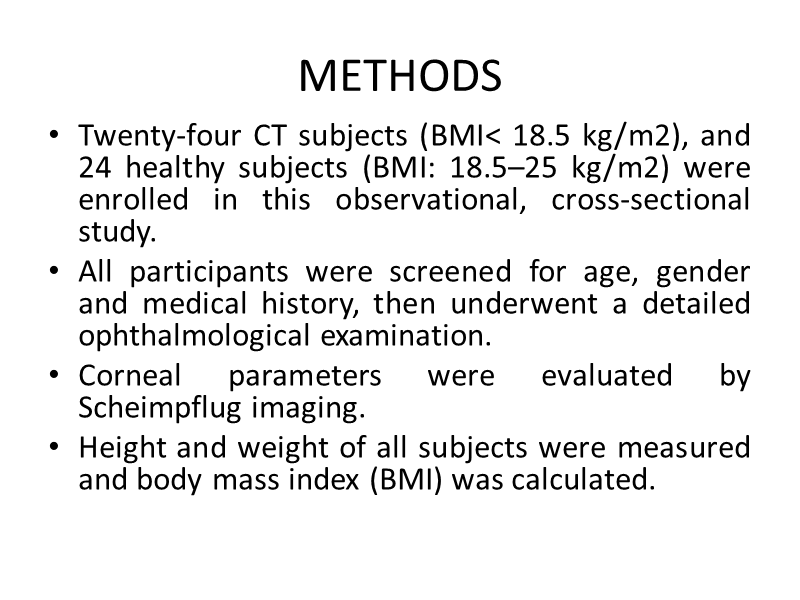 METHODS
• Twenty-four CT subjects (BMI< 18.5 kg/m2), and
24 healthy subjects (BMI: 18.5–25 kg/m2) were
enrolled in this observational, cross-sectional
study.
• All participants were screened for age, gender
and medical history, then underwent a detailed
ophthalmological examination.
• Corneal parameters were evaluated by
Scheimpflug imaging.
• Height and weight of all subjects were measured
and body mass index (BMI) was calculated.